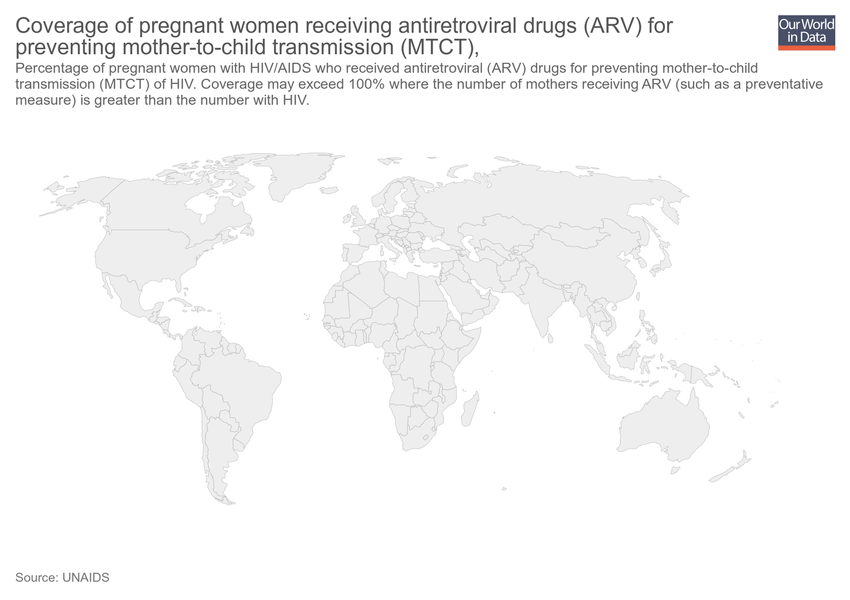 Coverage of pregnant women receiving antiretroviral drugs (ARV) for
preventing mother-to-child transmission (MTCT),
Our World
in Data
Percentage of pregnant women with HIV/AIDS who received antiretroviral (ARV) drugs for preventing mother-to-child
transmission (MTCT) of HIV. Coverage may exceed 100% where the number of mothers receiving ARV (such as a preventative
measure) is greater than the number with HIV.
Source: UNAIDS